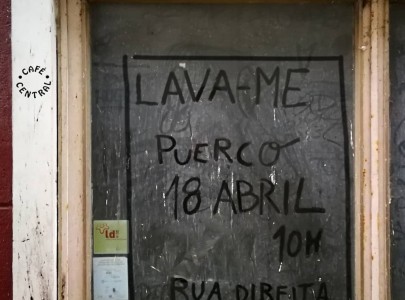 CAFÉ CENTRAL
LAVA-ME
PUERCO
18 ABRIL
10H
RUA DIREITA